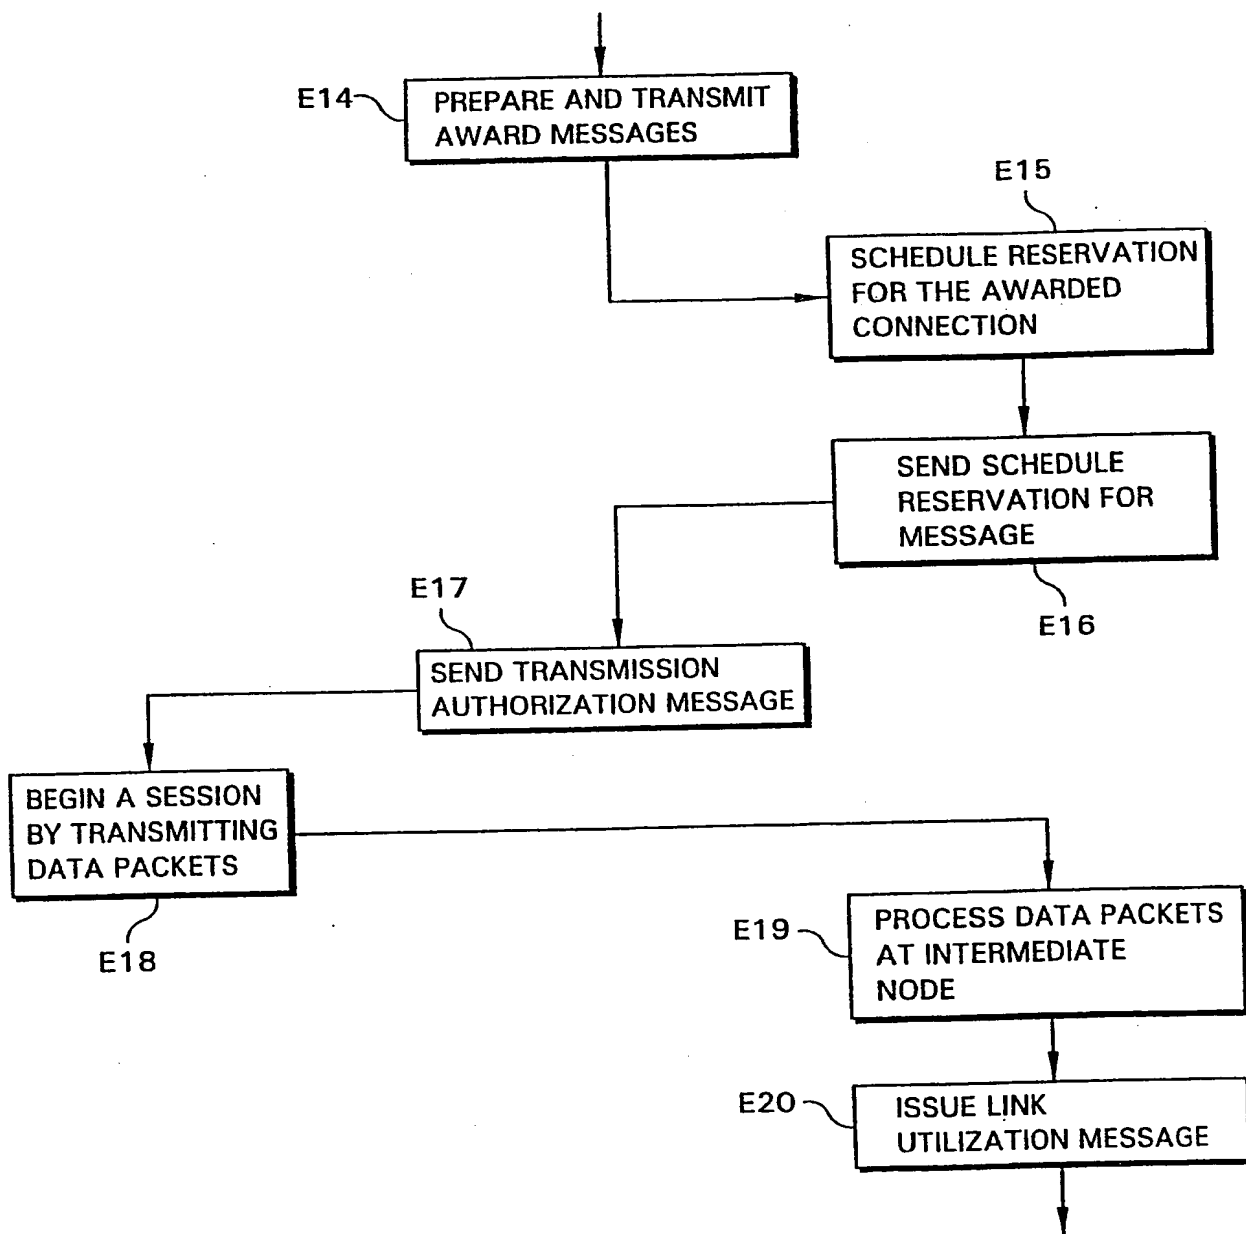 E14
PREPARE AND TRANSMIT
AWARD MESSAGES
E15
SCHEDULE RESERVATION
FOR THE AWARDED
CONNECTION
SEND SCHEDULE
RESERVATION FOR
MESSAGE
E16
E17
SEND TRANSMISSION
AUTHORIZATION MESSAGE
BEGIN A SESSION
BY TRANSMITTING
DATA PACKETS
E18
E19
PROCESS DATA PACKETS
AT INTERMEDIATE
NODE
E20
ISSUE LINK
UTILIZATION MESSAGE